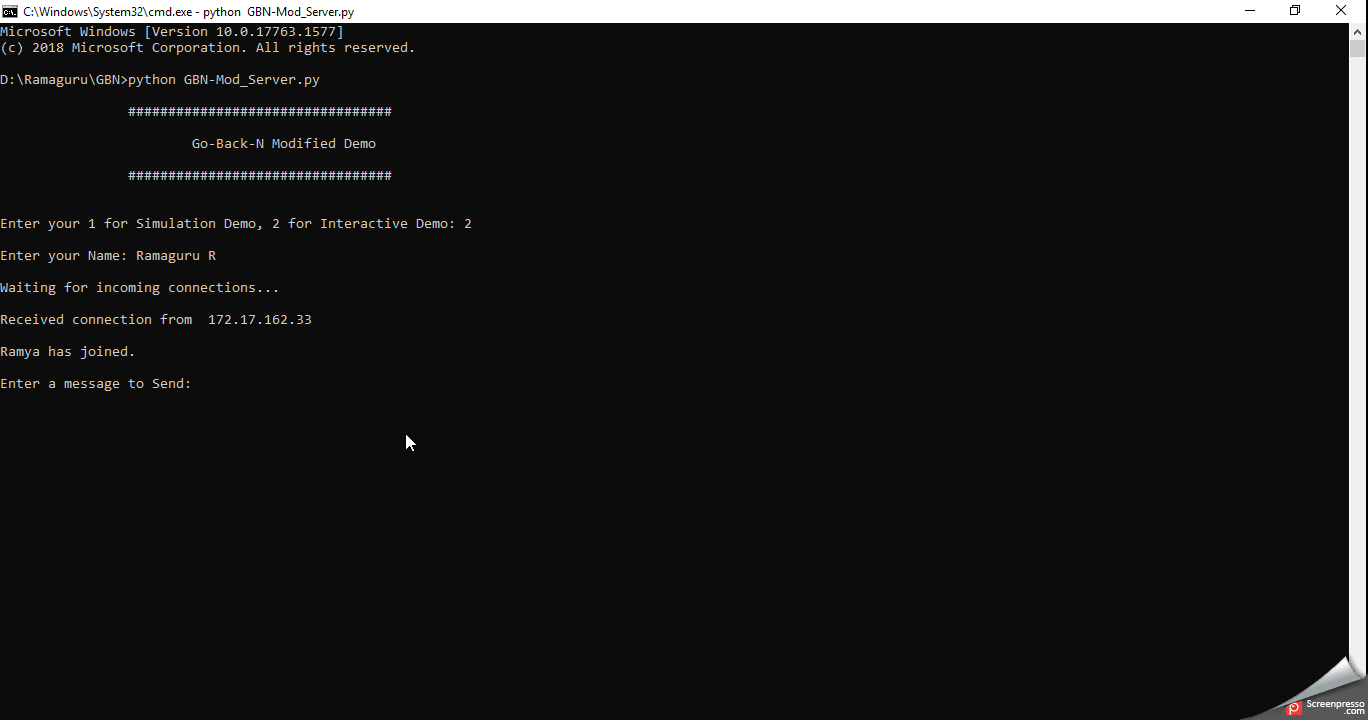 C:\Windows\System32\cmd.exe - python  GBN-Mod_Server.py
Microsoft Windows [Version 10.0.17763.1577]
(c) 2018 Microsoft Corporation. All rights reserved.
D:\Ramaguru\GBN>python GBN-Mod_Server.py
#################################
Go-Back-N Modified Demo
#################################
Enter your 1 for Simulation Demo, 2 for Interactive Demo: 2
Enter your Name: Ramaguru R
Waiting for incoming connections...
Received connection from  172.17.162.33
Ramya has joined.
Enter a message to Send:
Screenpresso
.com